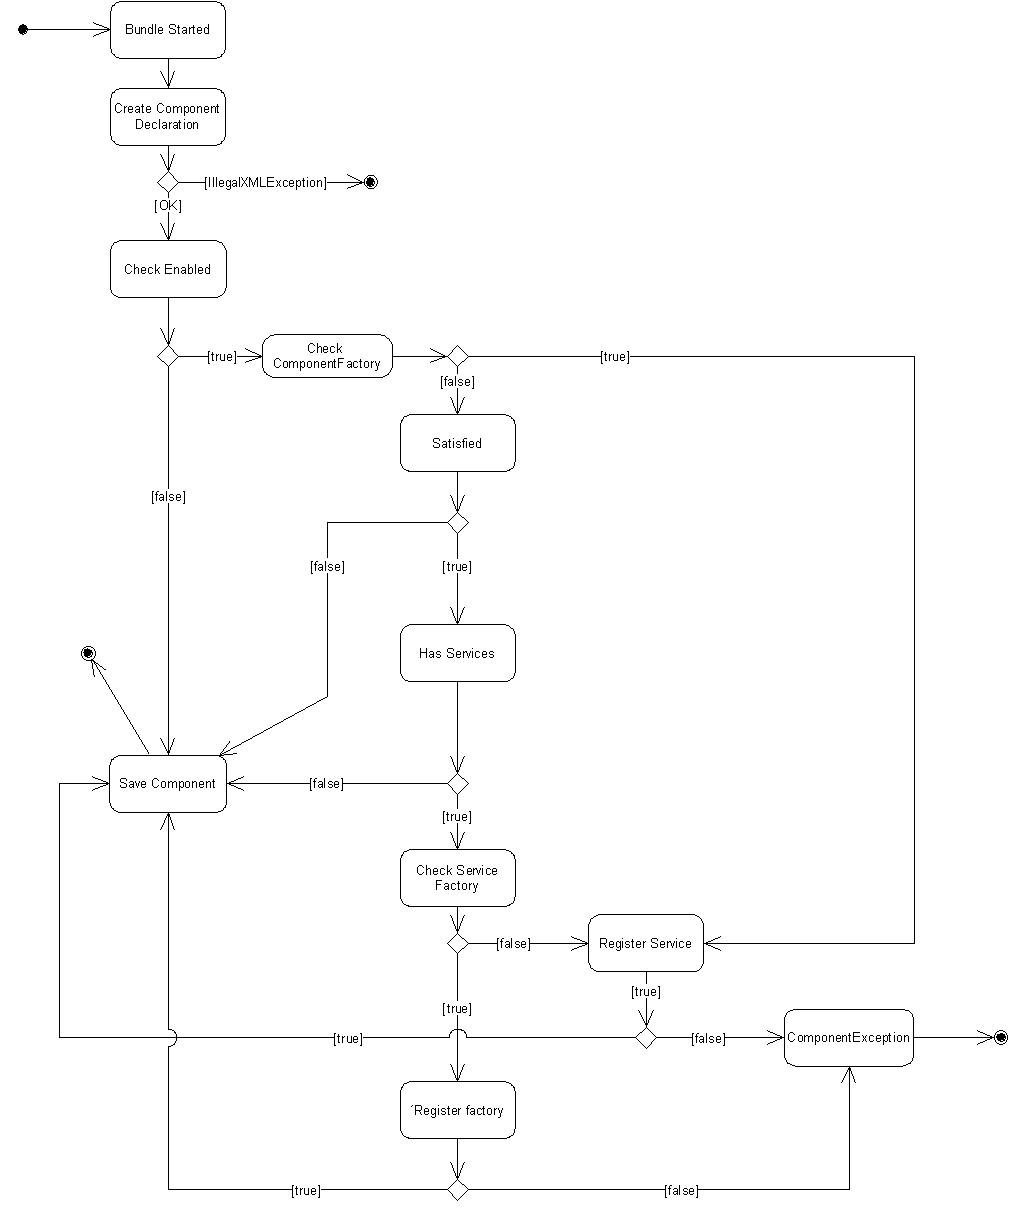 Bundle Started
Create Component
Declaration
[IllegalXMLException]
[OK]
Check Enabled
[true]
Check
ComponentFactory
[true]
[false]
Satisfied
[false]
[false]
[true]
Has Services
Save Component
[false]
[true]
Check Service
Factory
[false]
Register Service
[true]
[true]
[true]
[false]
ComponentException
´Register factory
[true]
[false]